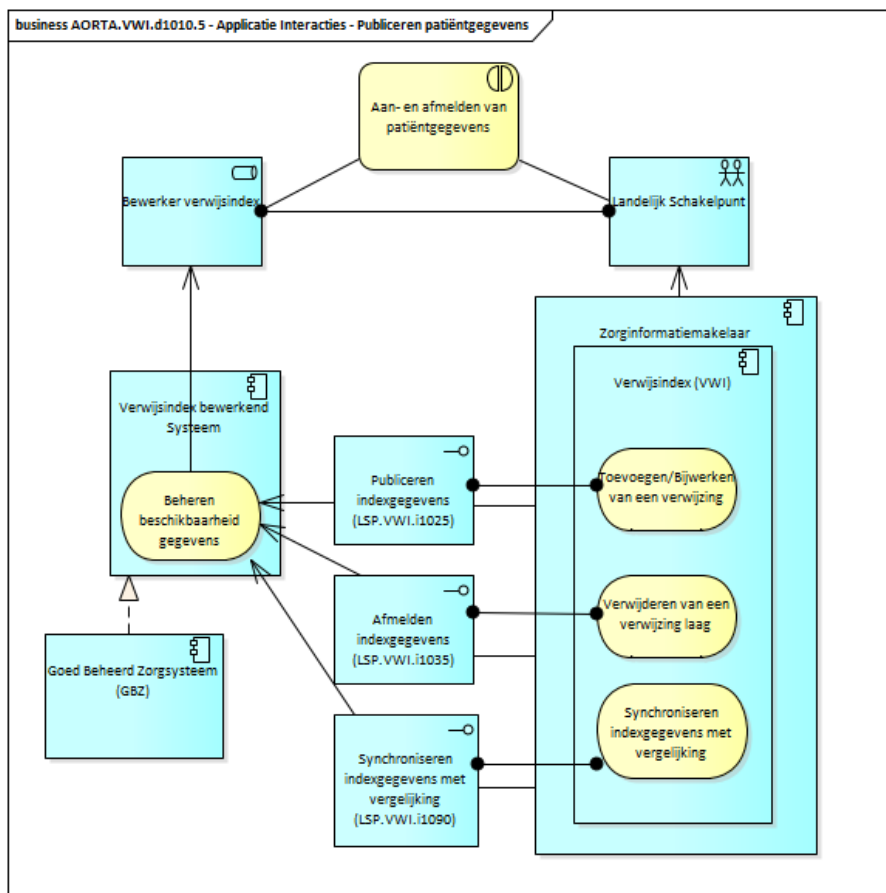 business AORTA.VWI.d1010.5 - Applicatie Interacties - Publiceren patiëntgegevens
Aan- en afmelden van
patiëntgegevens
Bewerker verwijsindex
Landelijk Schakelpunt
Zorginformatiemakelaar
Verwijsindex (VWI)
Verwijsindex bewerkend
Systeem
Beheren
beschikbaarheid
gegevens
Publiceren
indexgegevens
(LSP.VWI.i1025)
Toevoegen/Bijwerken
van een verwijzing
Afmelden
indexgegevens
(LSP.VWI.i1035)
Verwijderen van een
verwijzing laag
Goed Beheerd Zorgsysteem
(GBZ)
Synchroniseren
indexgegevens met
vergelijking
(LSP.VWI.i1090)
Synchroniseren
indexgegevens met
vergelijking